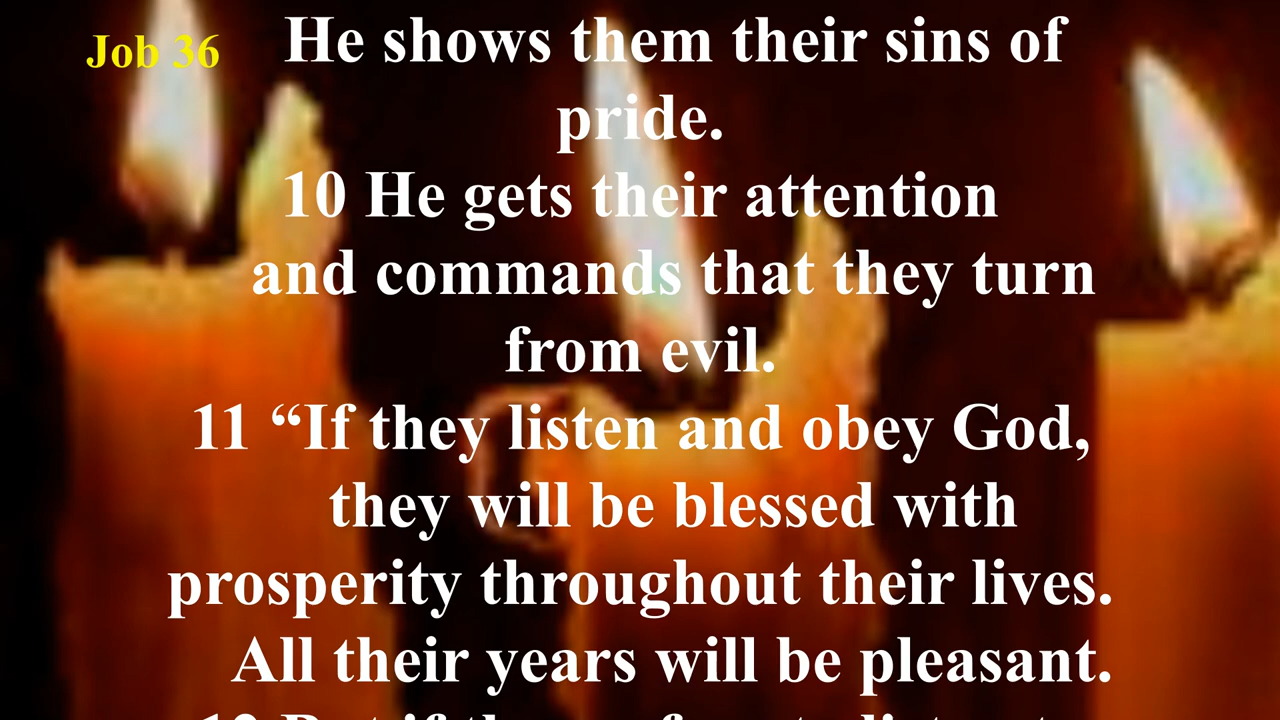 Job 36
He shows them their sins of
pride.
10 He gets their attention
and commands that they turn
from evil.
11 “If they listen and obey God,
they will be blessed with
prosperity throughout their lives.
All their years will be pleasant.